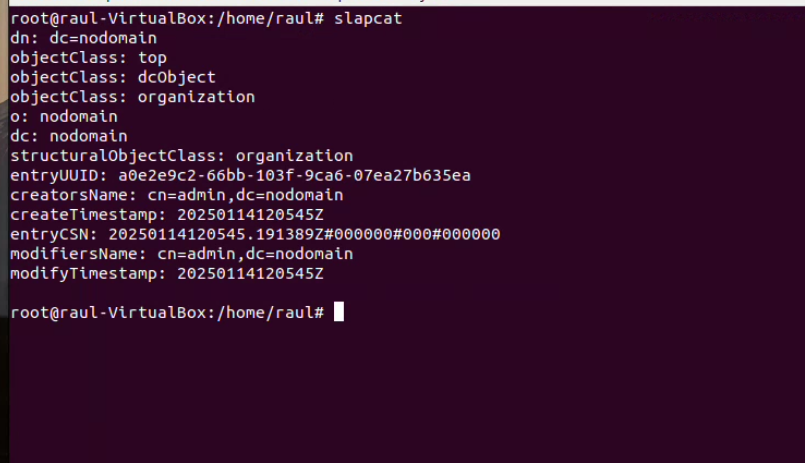 root@raul-VirtualBox:/home/raul# slapcat
dn: dc=nodomain
objectClass: top
objectClass: dcObject
objectClass: organization
o: nodomain
dc: nodomain
structuralObjectClass: organization
entryUUID: a0e2e9c2-66bb-103f-9ca6-07ea27b635ea
creatorsName: cn=admin,dc=nodomain
createTimestamp: 20250114120545Z
entryCSN: 20250114120545.191389Z#000000#000#000000
modifiersName: cn=admin,dc=nodomain
modifyTimestamp: 20250114120545Z
root@raul-VirtualBox:/home/raul#